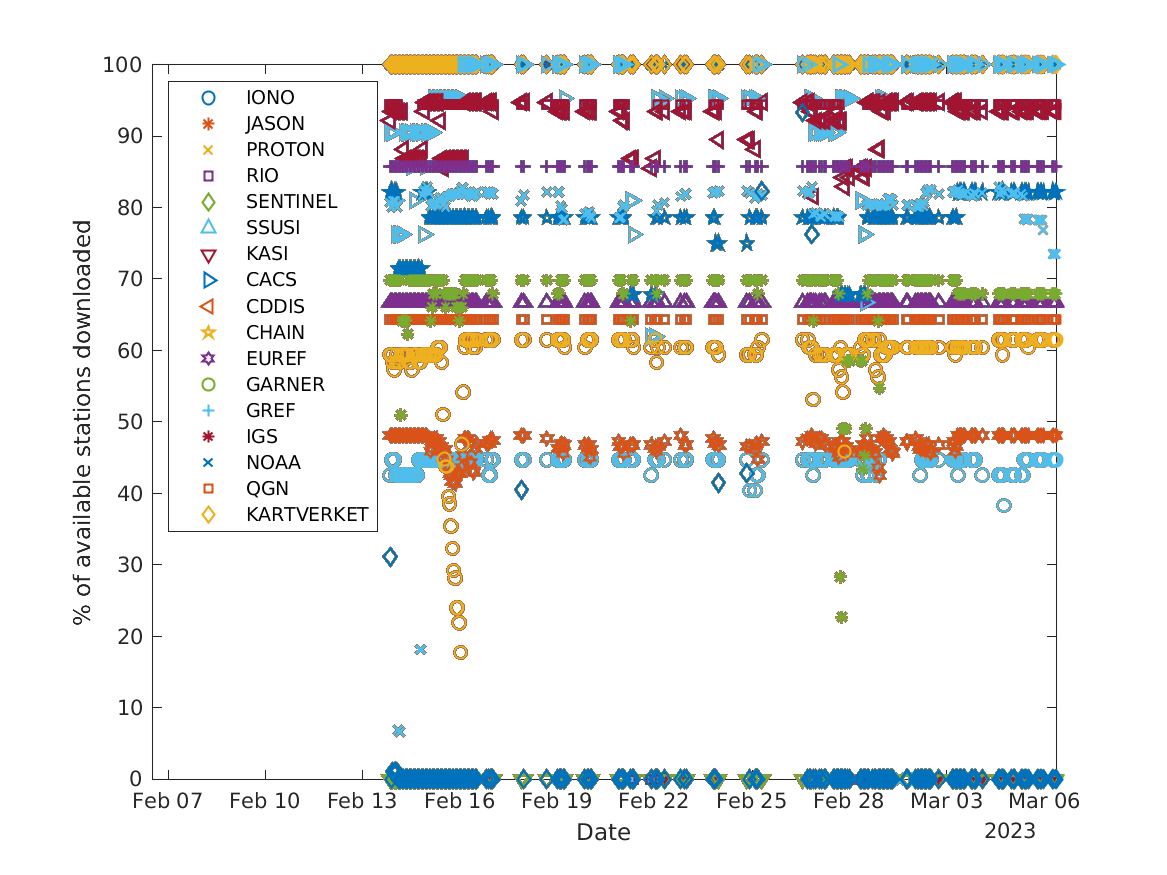 100
90
80
70
60
50
40
30
20
10
0
% of available stations downloaded
IONO
JASON
PROTON
RIO
SENTINEL
SSUSI
KASI
CACS
CDDIS
CHAIN
EUREF
GARNER
GREF
IGS
NOAA
QGN
KARTVERKET
Feb 07 Feb 10 Feb 13 Feb 16 Feb 19 Feb 22 Feb 25 Feb 28 Mar 03 Mar 06
Date
2023